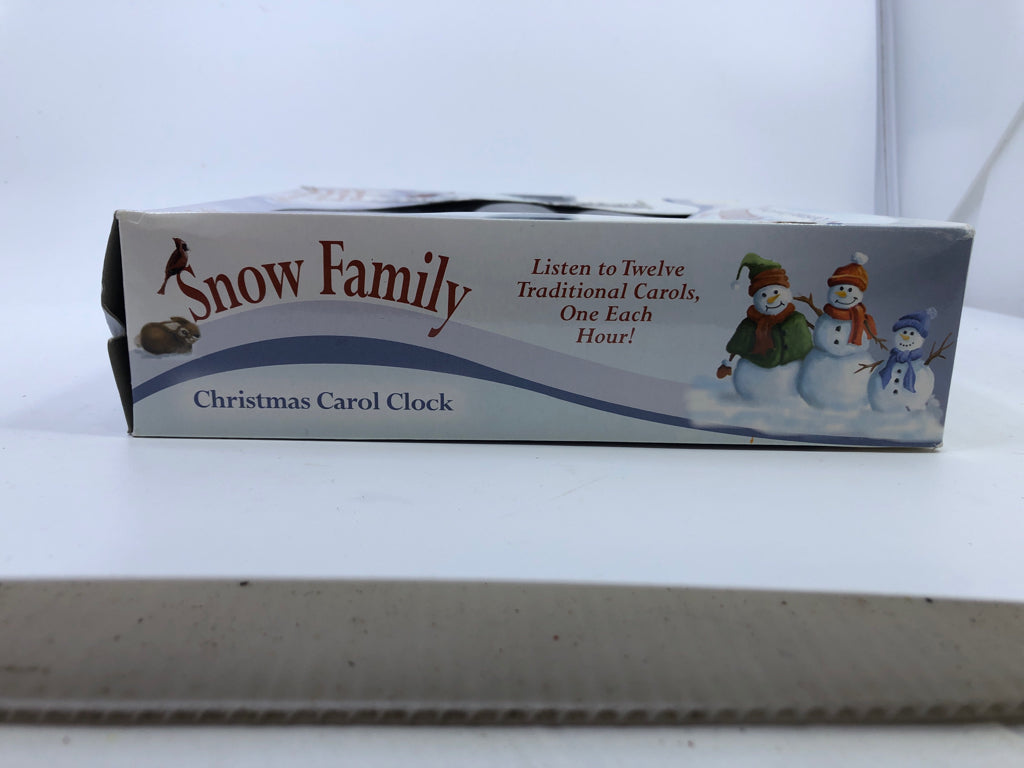 Snow Family
Christmas Carol Clock
Listen to Twelve
Traditional Carols,
One Each
Hour!